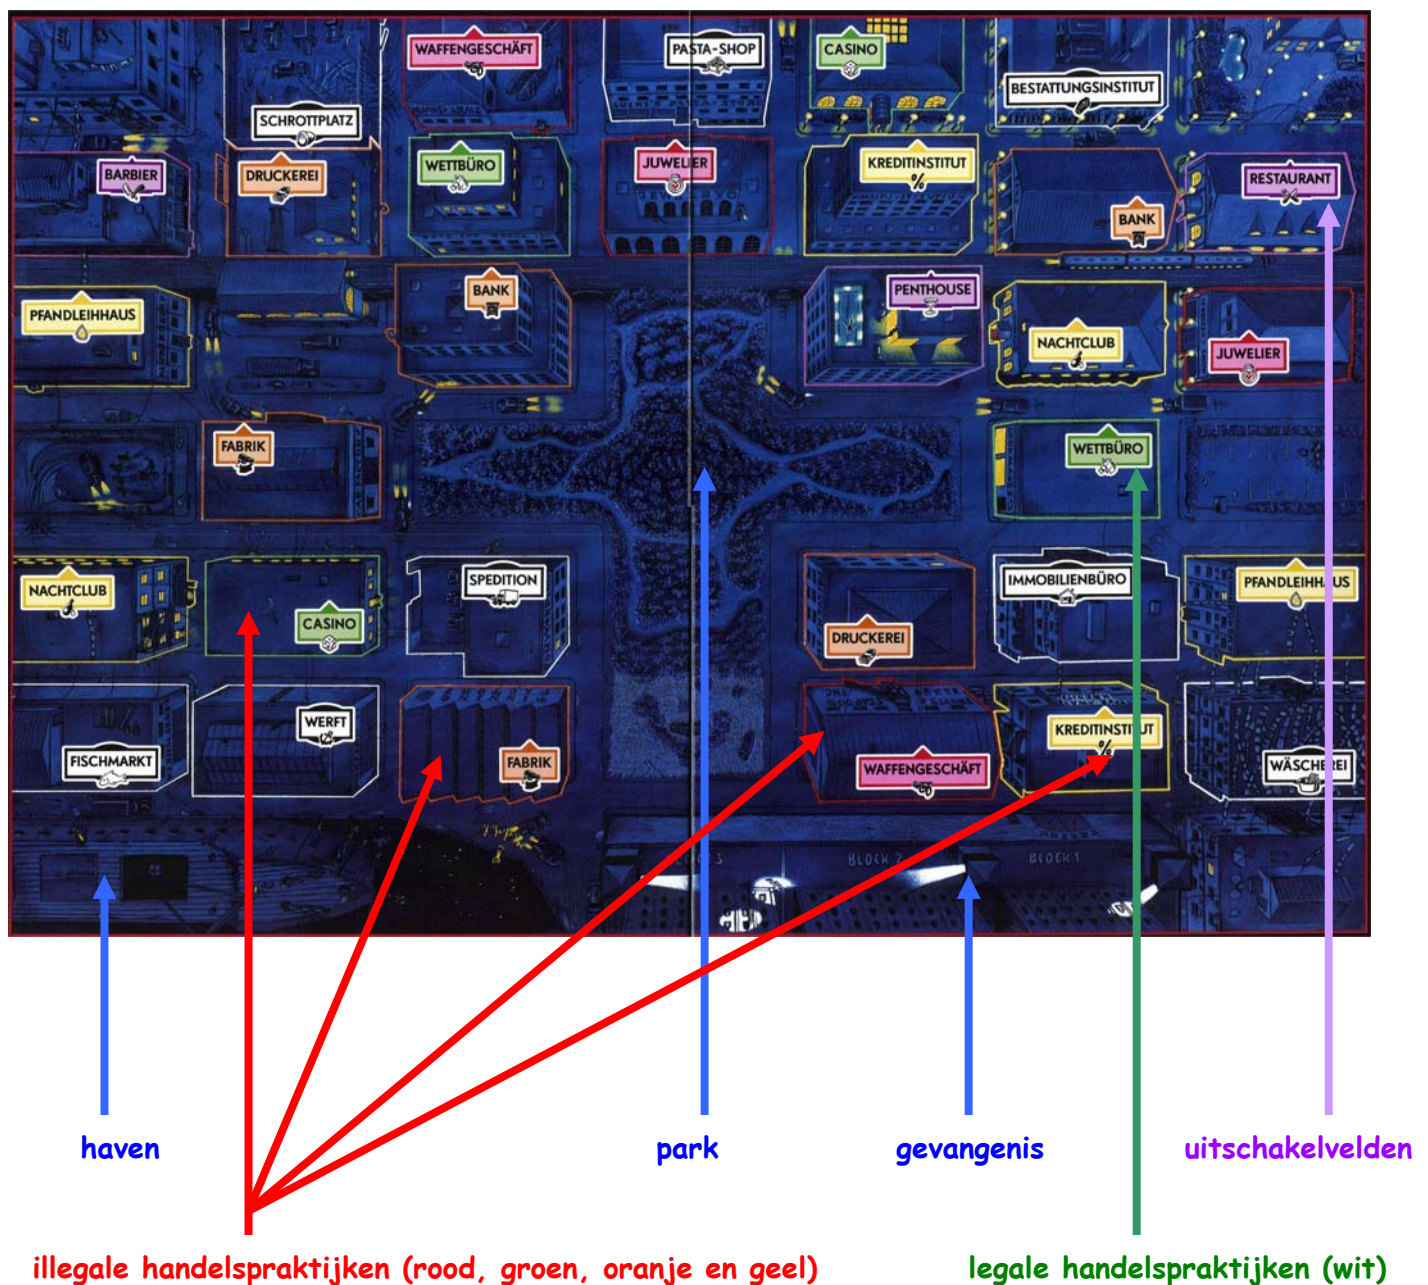 WAFFENGESCHÄFT
PASTA-SHOP
CASINO
BESTATTUNGSINSTITUT
SCHROTTPLATZ
BARBIER
DRUCKEREI
WETTBÜRO
JUWELIER
KREDITINSTITUT
%
RESTAURANT
BANK
PFANDLEIHHAUS
BANK
PENTHOUSE
NACHTCLUB
JUWELIER
FABRIK
WETTBÜRO
NACHTCLUB
CASINO
SPEDITION
DRUCKEREI
IMMOBILIENBÜRO
PFANDLEIHHAUS
FISCHMARKT
WERFT
FABRIK
WAFFENGESCHÄFT
KREDITINSTITUT
%
WÄSCHEREI
BLOCK 3
BLOCK 2
BLOCK 1
haven
park
gevangenis
uitschakelvelden
illegale handelspraktijken (rood, groen, oranje en geel)
legale handelspraktijken (wit)